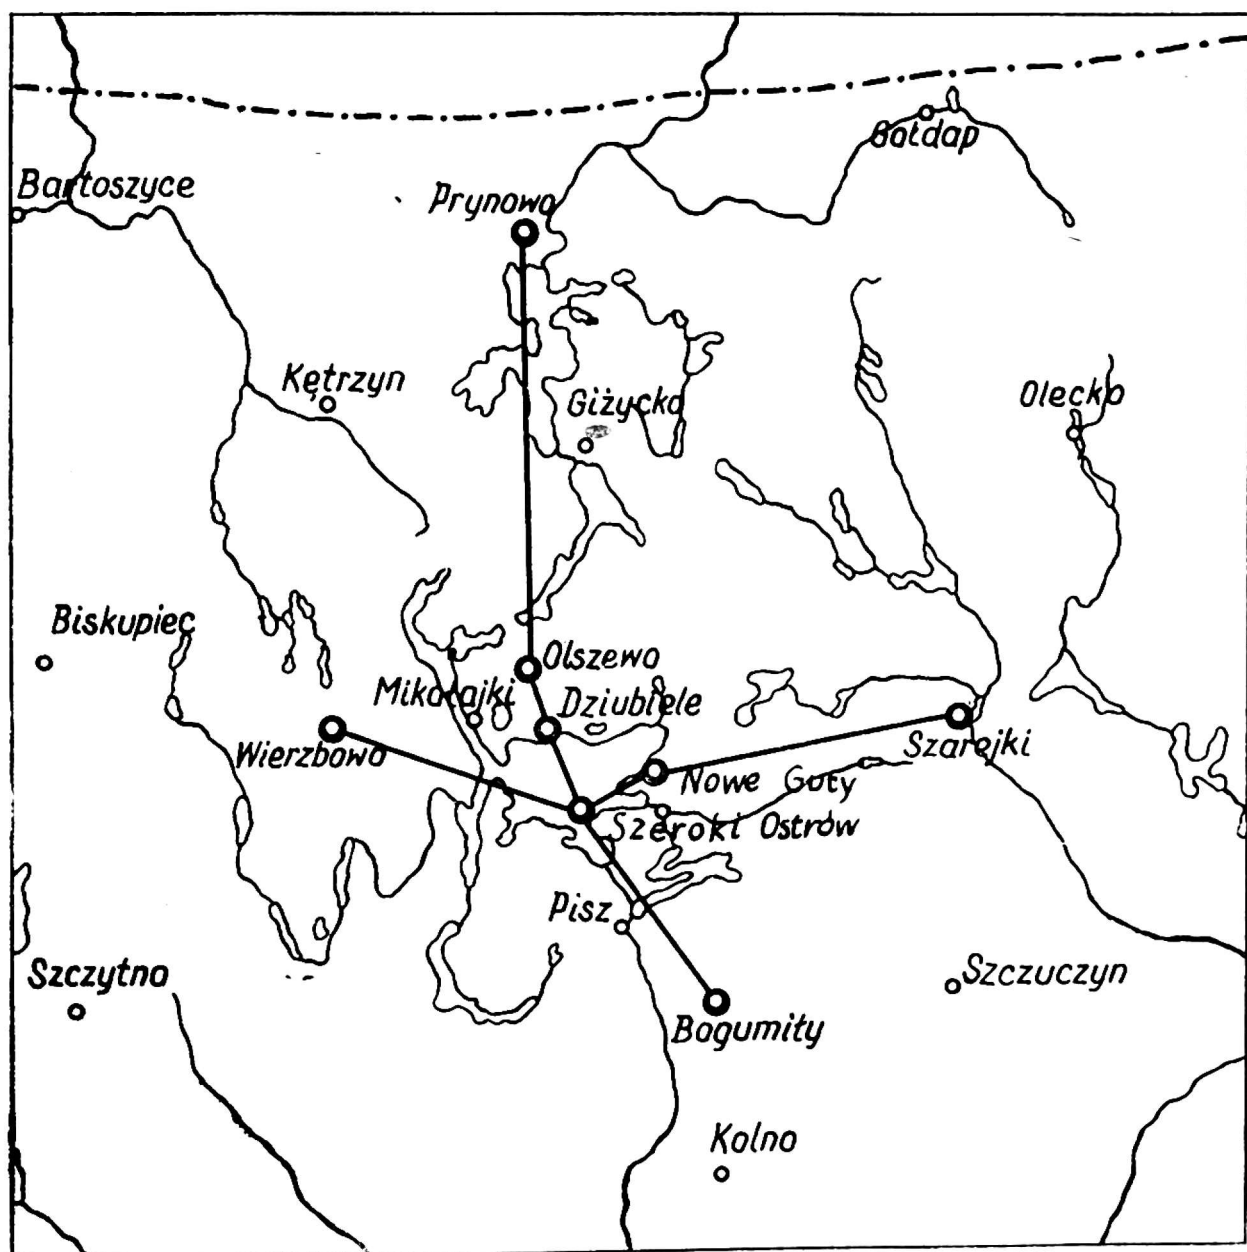 Gołdap
Bartoszyce
Prynowo
Kętrzyn
Giżycko
Olecko
Biskupiec
Olszewo
Mikołajki
Dziubiele
Wierzbowo
Szarejki
Nowe Guty
Szeroki Ostrów
Pisz
Szczytno
Szczuczyn
Bogumiły
Kolno